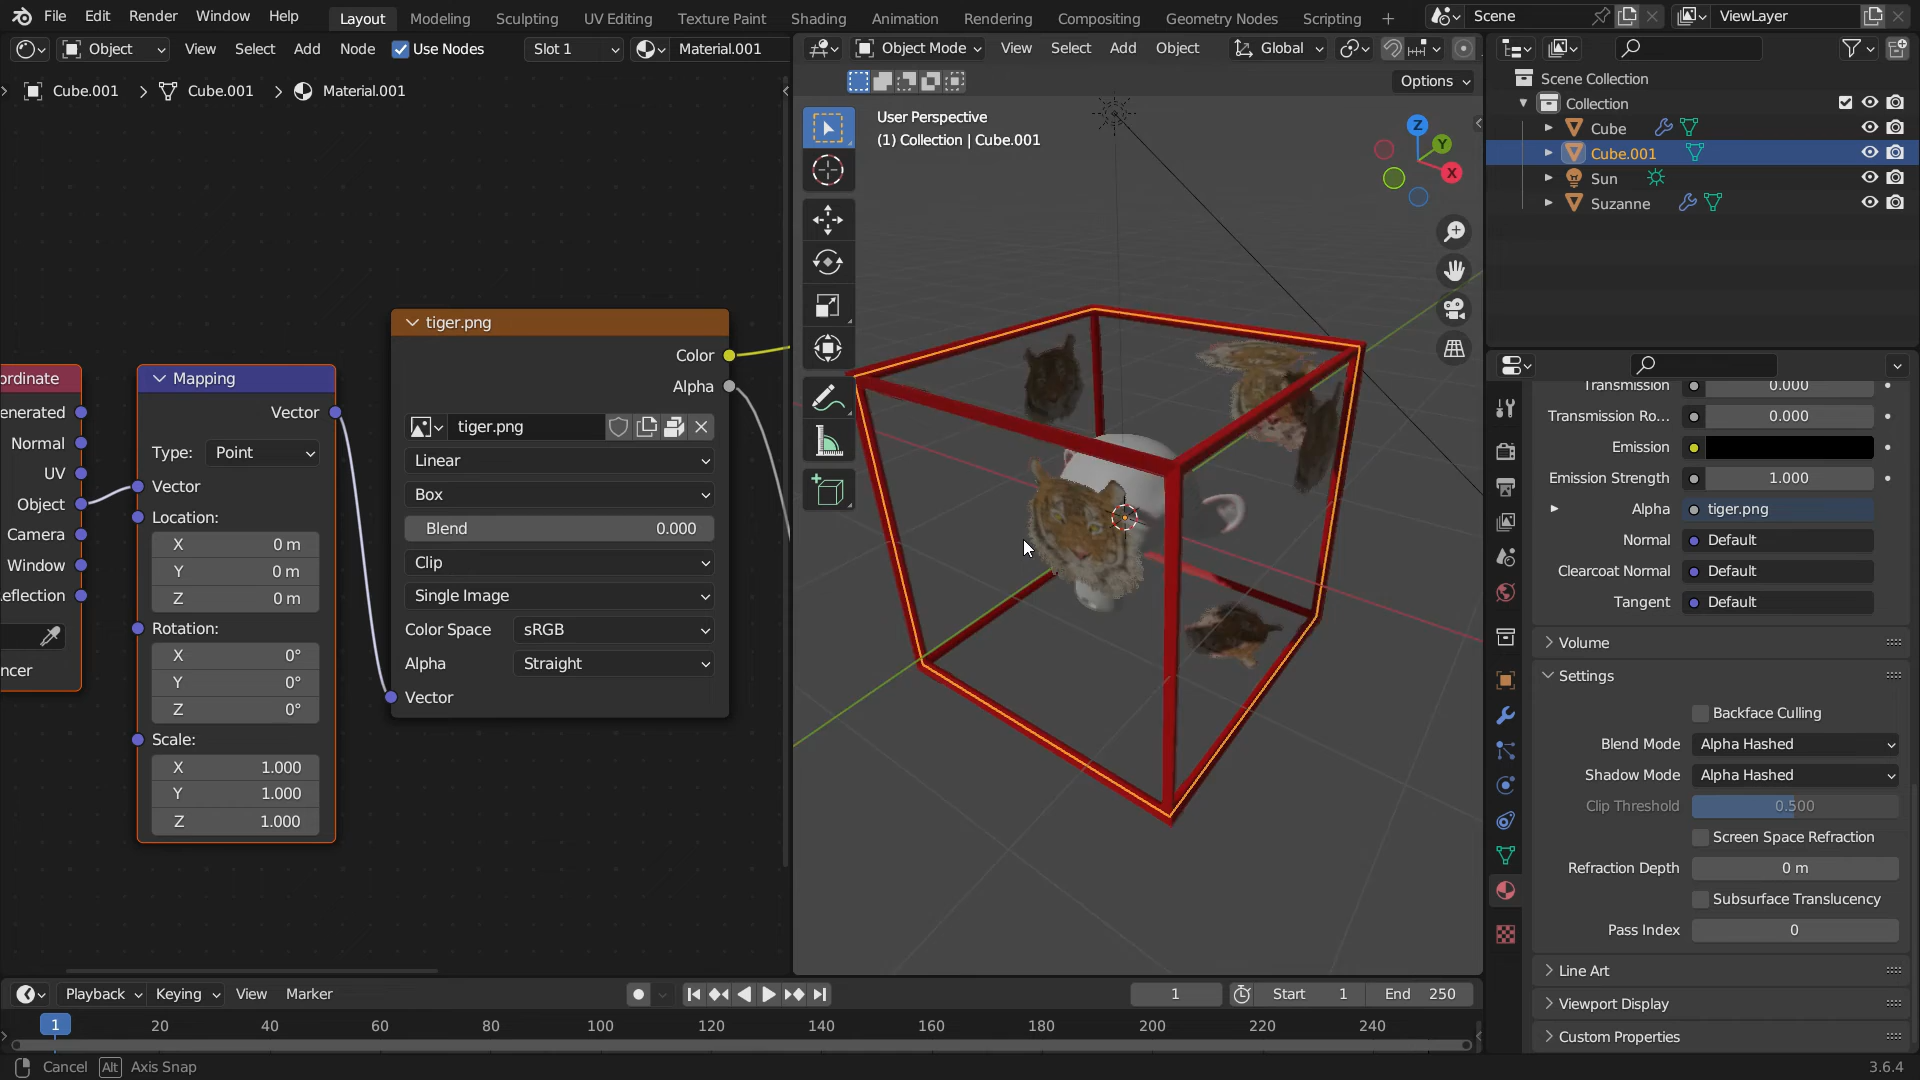 File Edit Render Window Help Layout Modeling Sculpting UV Editing Texture Paint Shading Animation Rendering Compositing Geometry Nodes Scripting + Scene ViewLayer
Object View Select Add Node Use Nodes Slot 1 Material.001
Object Mode View Select Add Object Global
Options
Cube.001 > Cube.001 > Material.001
User Perspective
(1) Collection | Cube.001
Z
Y
X
Scene Collection
Collection
Cube
Cube.001
Sun
Suzanne
ordinate
enerated
Normal
UV
Object
Camera
Window
eflection
ncer
Mapping
Vector
Type: Point
Vector
Location:
X 0 m
Y 0 m
Z 0 m
Rotation:
X 0°
Y 0°
Z 0°
Scale:
X 1.000
Y 1.000
Z 1.000
tiger.png
Color
Alpha
tiger.png
Linear
Box
Blend 0.000
Clip
Single Image
Color Space sRGB
Alpha Straight
Vector
Transmission 0.000
Transmission Ro... 0.000
Emission
Emission Strength 1.000
Alpha tiger.png
Normal Default
Clearcoat Normal Default
Tangent Default
Volume
Settings
Backface Culling
Blend Mode Alpha Hashed
Shadow Mode Alpha Hashed
Clip Threshold 0.500
Screen Space Refraction
Refraction Depth 0 m
Subsurface Translucency
Pass Index 0
Line Art
Viewport Display
Custom Properties
Playback Keying View Marker 1 Start 1 End 250
1 20 40 60 80 100 120 140 160 180 200 220 240
Cancel Alt Axis Snap 3.6.4